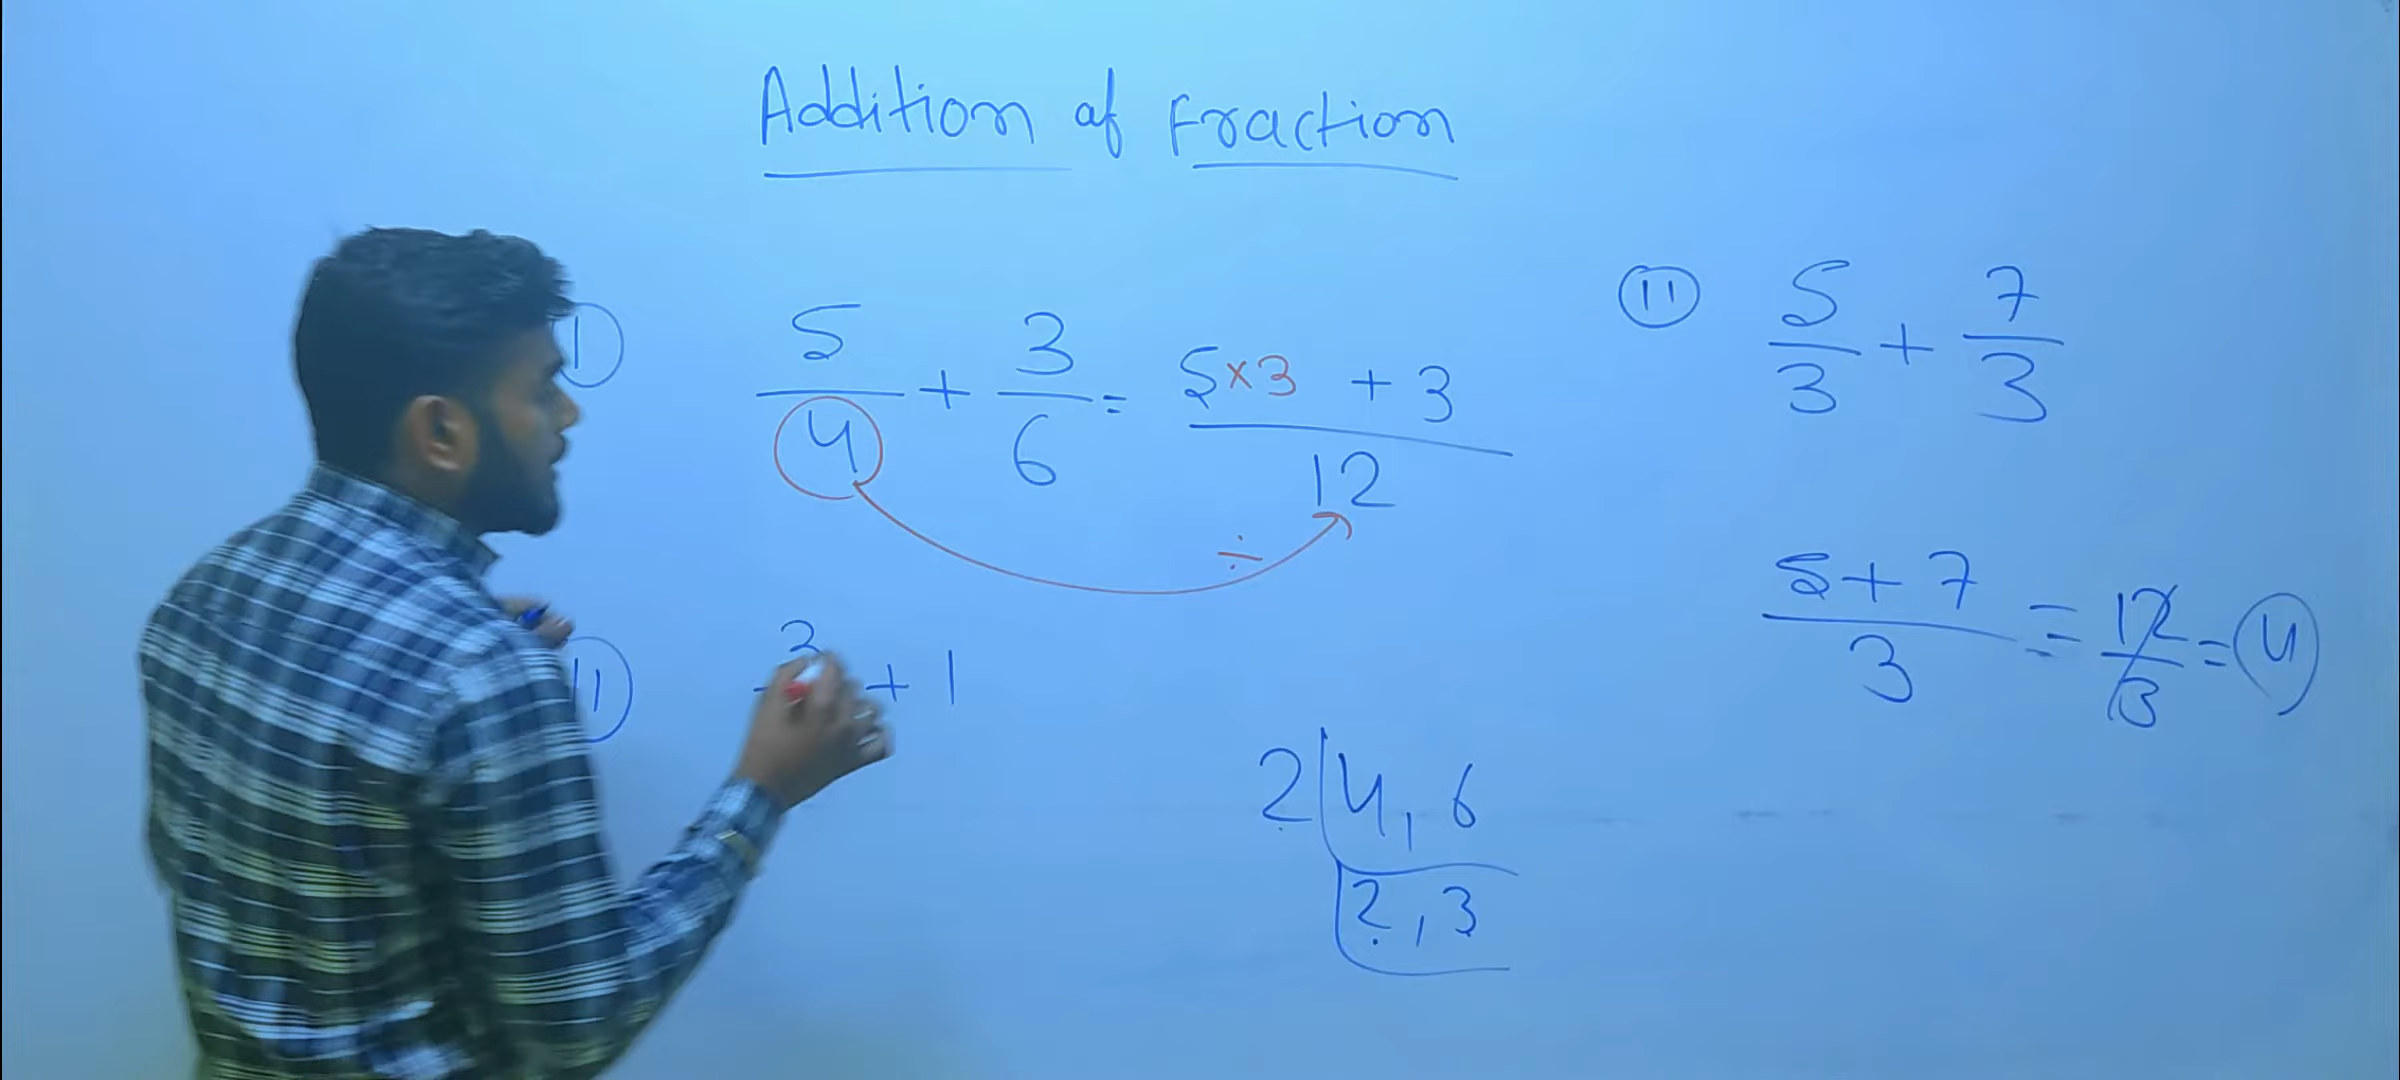 Addition of Fraction
I 5/4 + 3/6 = 5×3 + 3 / 12
÷
II + 1
2 | 4, 6
2, 3
II 5/3 + 7/3
5+7/3 = 12/3 = 4